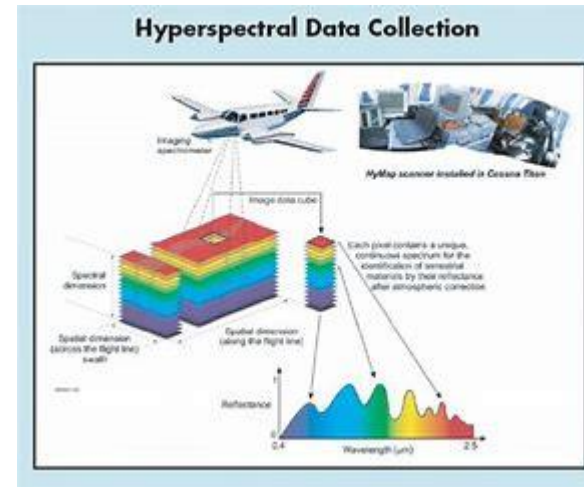 Hyperspectral Data Collection
Imaging
spectrometer
HyMap scanner installed in Cessna Titan
Image data cube
Each pixel contains a unique,
continuous spectrum for the
identification of terrestrial
materials by their reflectance
after atmospheric correction
Spectral
dimension
Spatial dimension
(across the flight line)
swath
Spatial dimension
(along the flight line)
Reflectance
1
0
0.4
Wavelength (µm)
2.5